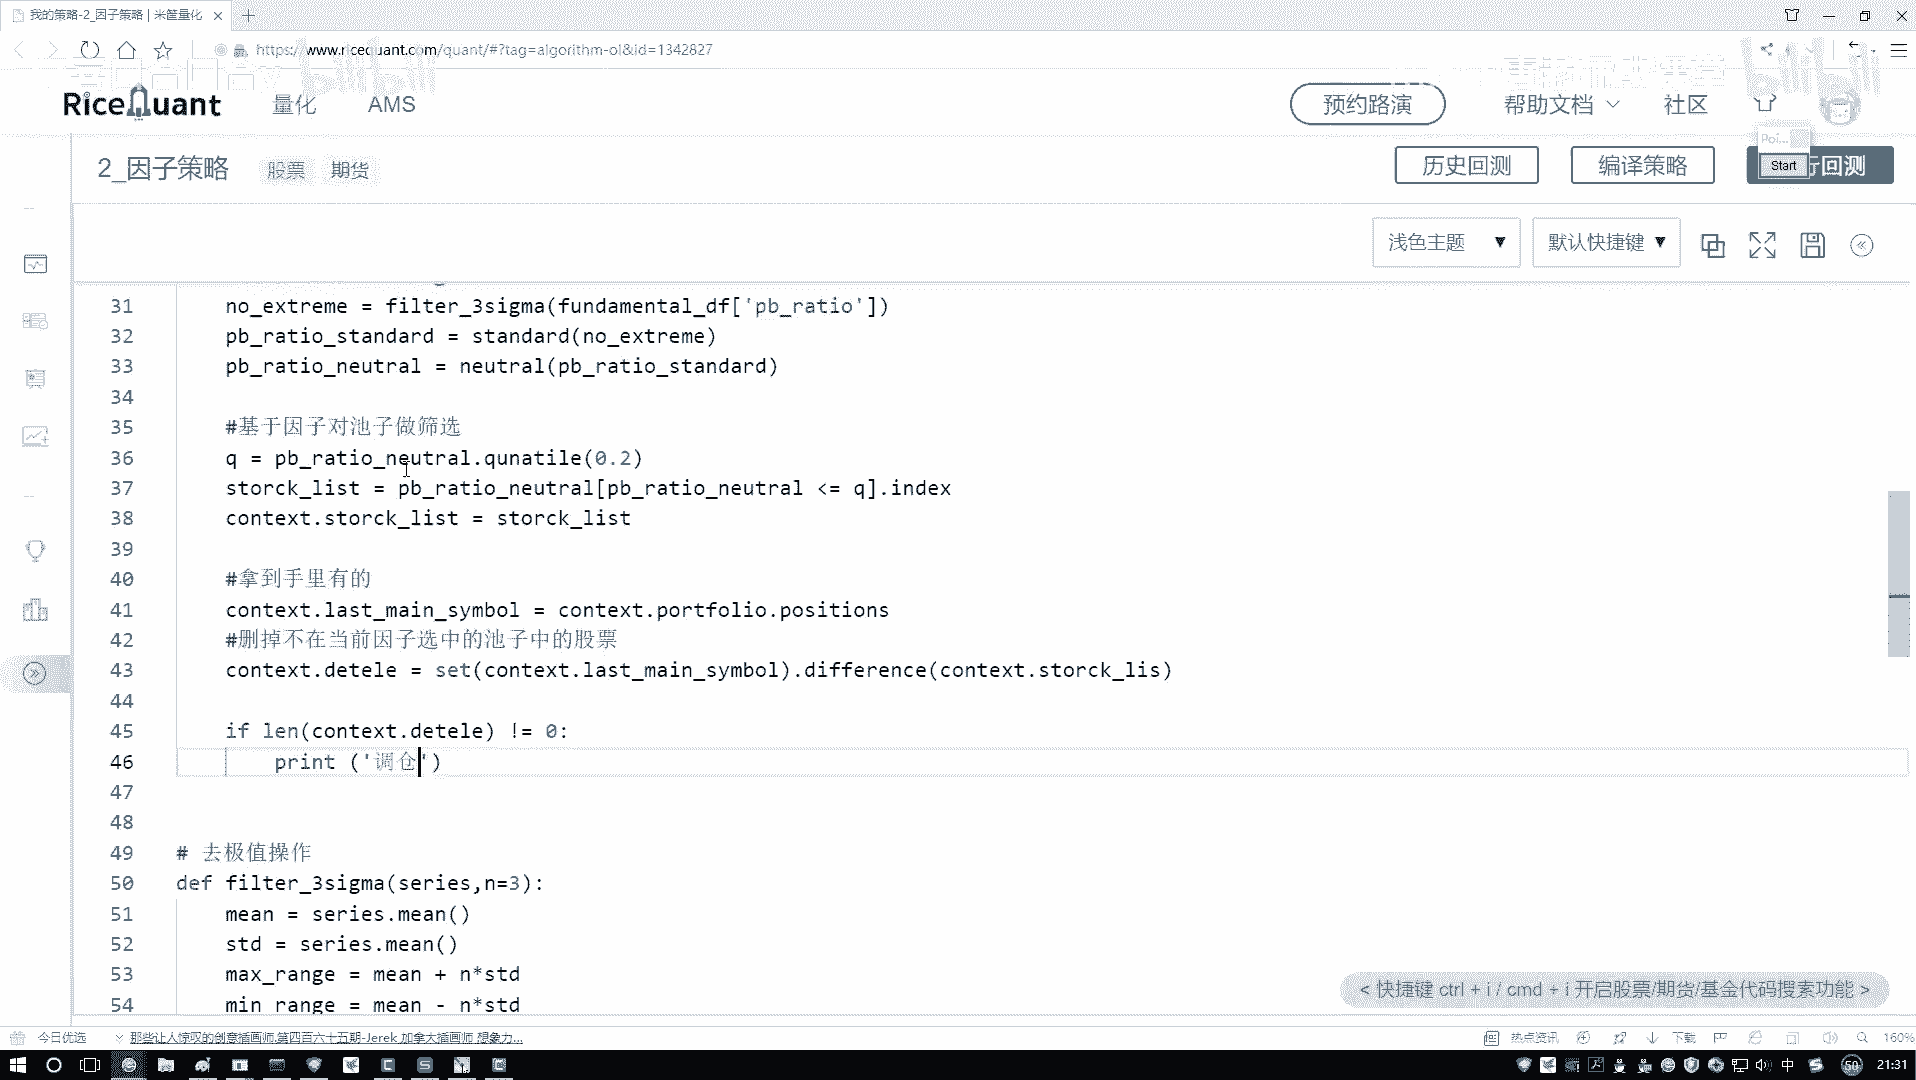 我的策略-2_因子策略 | 米筐量化
https://www.ricequant.com/quant/#?tag=algorithm-ol&id=1342827
bilibili
bilibili
RiceQuant
量化
AMS
预约路演
帮助文档
社区
2_因子策略
股票
期货
历史回测
编译策略
行回测
Poi...
Start
浅色主题
默认快捷键
31 no_extreme = filter_3sigma(fundamental_df['pb_ratio'])
32 pb_ratio_standard = standard(no_extreme)
33 pb_ratio_neutral = neutral(pb_ratio_standard)
34
35 #基于因子对池子做筛选
36 q = pb_ratio_neutral.qunatile(0.2)
37 storck_list = pb_ratio_neutral[pb_ratio_neutral <= q].index
38 context.storck_list = storck_list
39
40 #拿到手里有的
41 context.last_main_symbol = context.portfolio.positions
42 #删掉不在当前因子选中的池子中的股票
43 context.detele = set(context.last_main_symbol).difference(context.storck_lis)
44
45 if len(context.detele) != 0:
46 print ('调仓')
47
48
49 # 去极值操作
50 def filter_3sigma(series,n=3):
51 mean = series.mean()
52 std = series.mean()
53 max_range = mean + n*std
54 min_range = mean - n*std
< 快捷键 ctrl + i / cmd + i 开启股票/期货/基金代码搜索功能 >
今日优选
那些让人惊叹的创意插画师.第四百六十五期-Jerek 加拿大插画师 想象力...
热点资讯
下载
160%
中
50
21:31